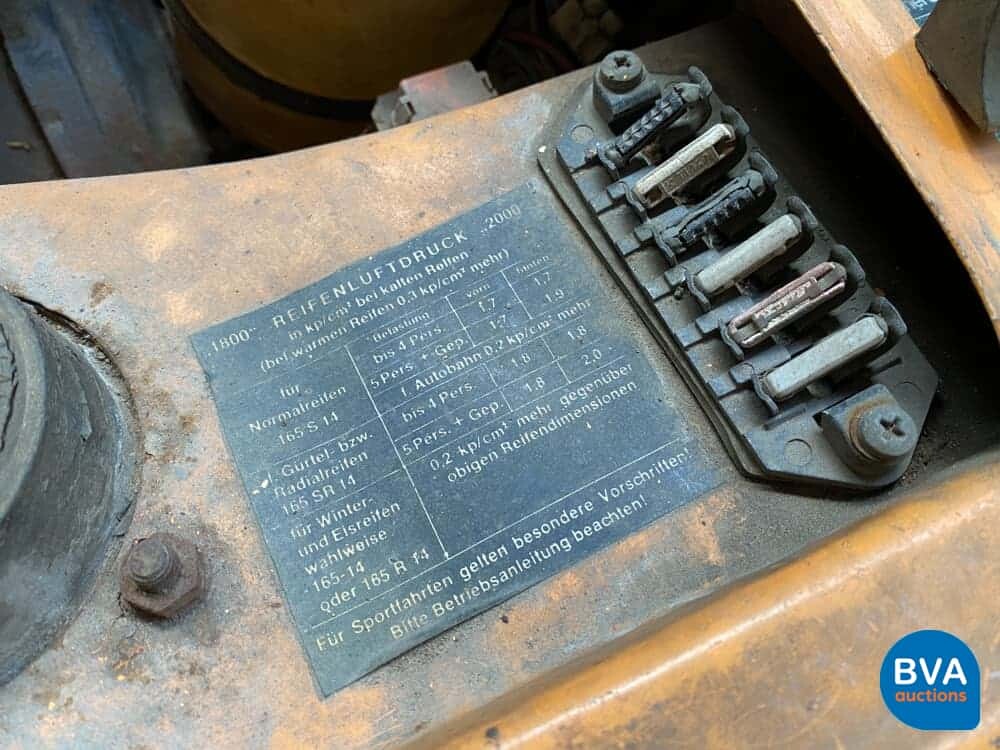 „1800“ REIFENLUFTDRUCK „2000
in kp/cm² bei kalten Reifen
(bei warmen Reifen 0.3 kp/cm² mehr)
Belastung vorn hinten
für
Normalreifen
165 S 14
bis 4 Pers. 1,7 1,7
5 Pers. + Gep. 1,7 1,9
f. Autobahn 0.2 kp/cm² mehr
f. Gürtel- bzw.
Radialreifen
165 SR 14
bis 4 Pers. 1.8 1.8
5 Pers. + Gep. 1.8 2.0
für Winter-
und Eisreifen
wahlweise
165-14
oder 165 R 14
0.2 kp/cm² mehr gegenüber
obigen Reifendimensionen
Für Sportfahrten gelten besondere Vorschriften!
Bitte Betriebsanleitung beachten!
BVA
auctions